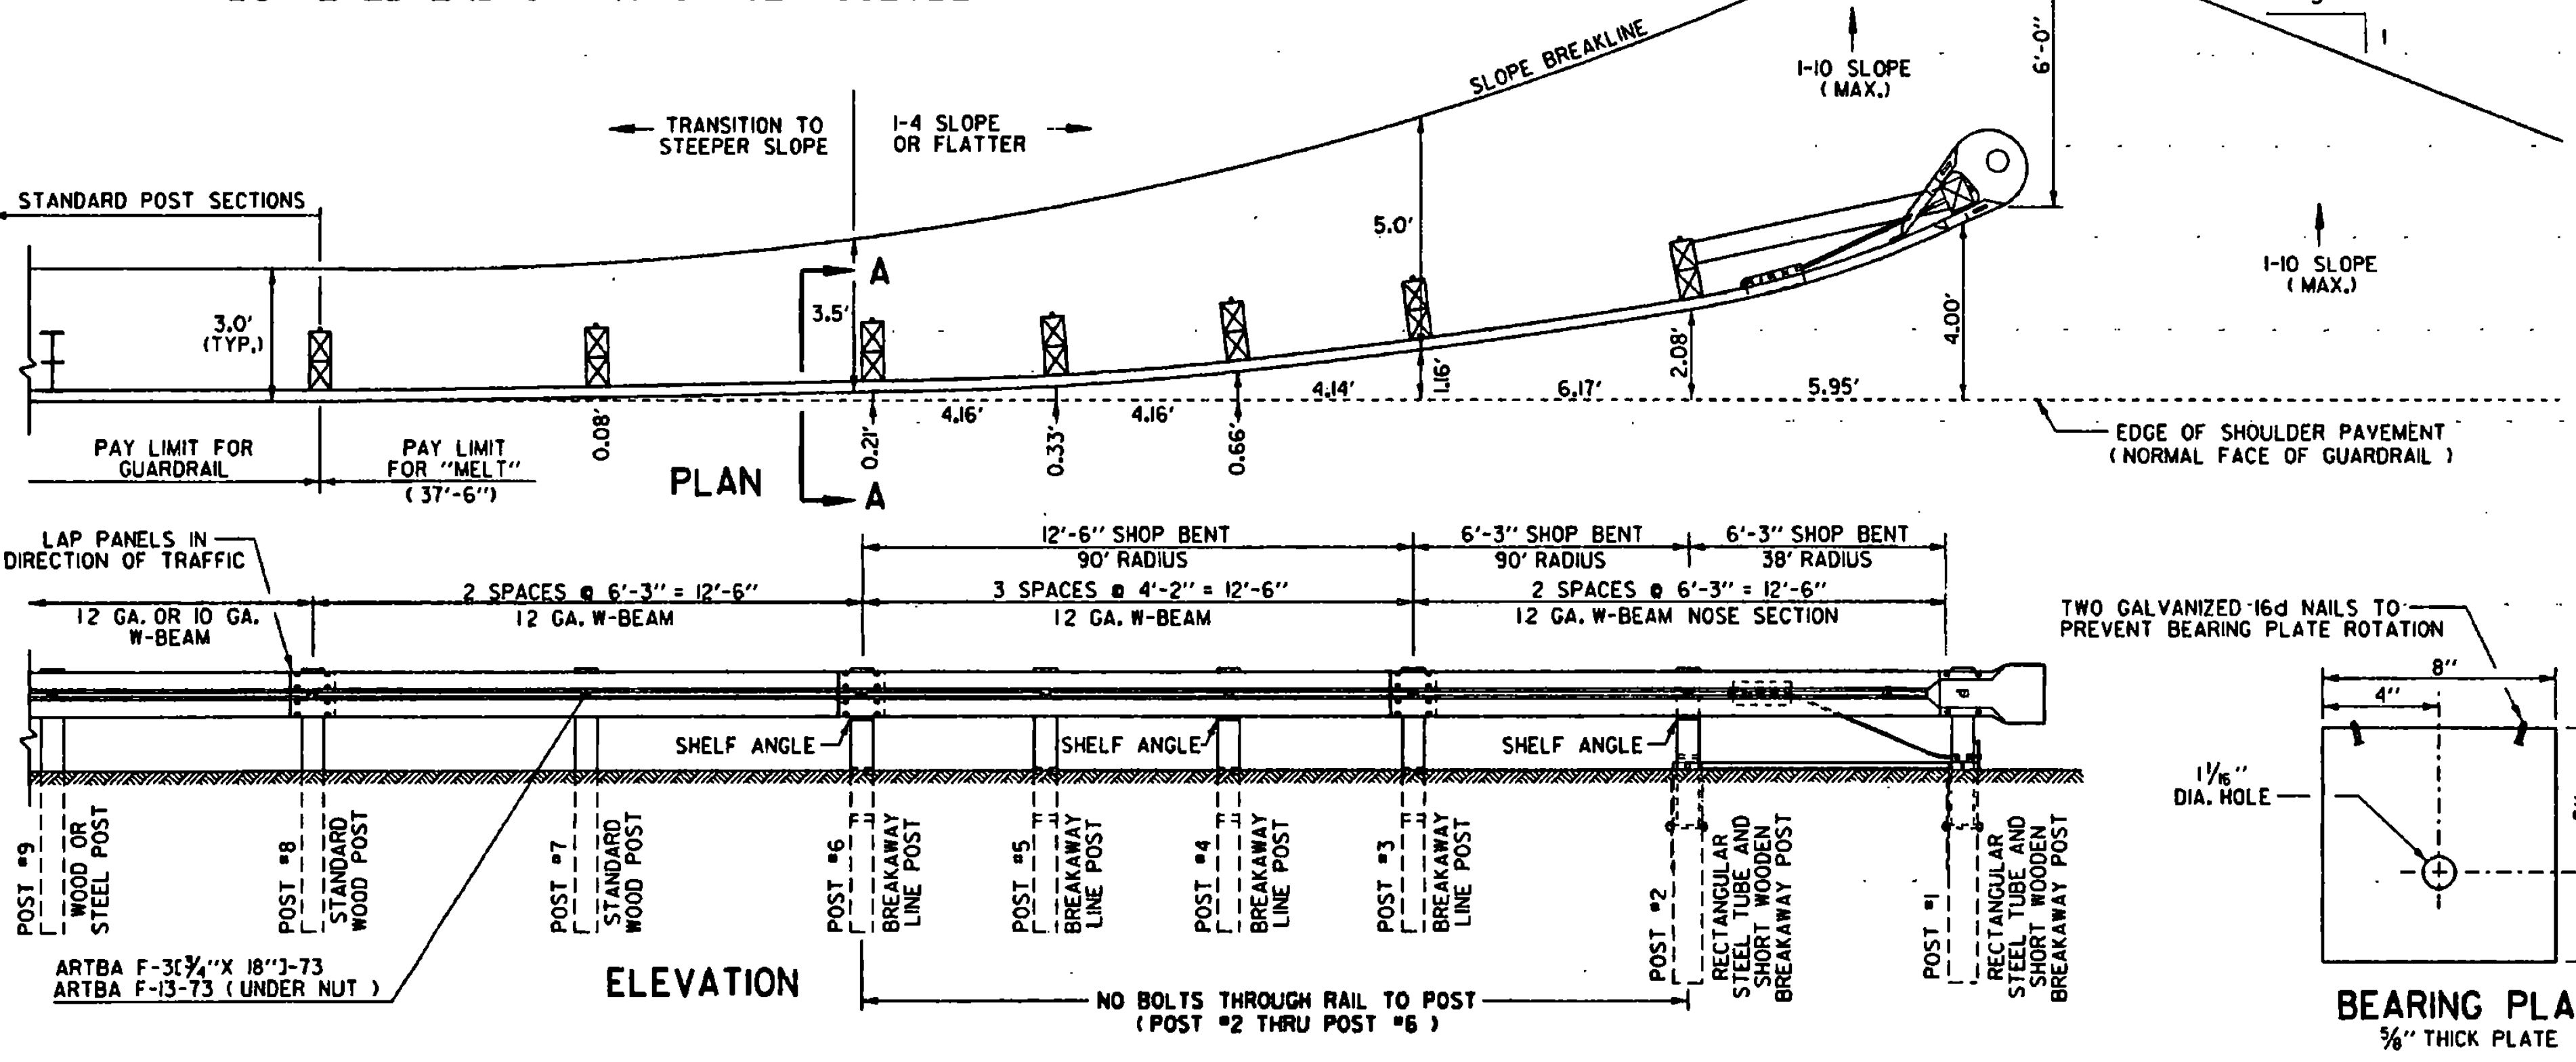 SLOPE BREAKLINE
1-10 SLOPE
(MAX.)
6'-0"
1
TRANSITION TO
STEEPER SLOPE
1-4 SLOPE
OR FLATTER
STANDARD POST SECTIONS
A
5.0'
3.5'
3.0'
(TYP.)
1-10 SLOPE
(MAX.)
4.00'
2.08'
1.16'
0.08'
0.21'
4.16'
0.33'
4.16'
0.66'
4.14'
6.17'
5.95'
EDGE OF SHOULDER PAVEMENT
(NORMAL FACE OF GUARDRAIL)
PAY LIMIT FOR
GUARDRAIL
PAY LIMIT
FOR "MELT"
(37'-6")
PLAN
A
LAP PANELS IN
DIRECTION OF TRAFFIC
12'-6" SHOP BENT
90' RADIUS
6'-3" SHOP BENT
90' RADIUS
6'-3" SHOP BENT
38' RADIUS
12 GA. OR 10 GA.
W-BEAM
2 SPACES @ 6'-3" = 12'-6"
12 GA. W-BEAM
3 SPACES @ 4'-2" = 12'-6"
12 GA. W-BEAM
2 SPACES @ 6'-3" = 12'-6"
12 GA. W-BEAM NOSE SECTION
TWO GALVANIZED 16d NAILS TO
PREVENT BEARING PLATE ROTATION
8"
4"
1 1/16"
DIA. HOLE
SHELF ANGLE
SHELF ANGLE
SHELF ANGLE
POST #9
WOOD OR
STEEL POST
POST #8
STANDARD
WOOD POST
POST #7
STANDARD
WOOD POST
POST #6
BREAKAWAY
LINE POST
POST #5
BREAKAWAY
LINE POST
POST #4
BREAKAWAY
LINE POST
POST #3
BREAKAWAY
LINE POST
POST #2
RECTANGULAR
STEEL TUBE AND
SHORT WOODEN
BREAKAWAY POST
POST #1
RECTANGULAR
STEEL TUBE AND
SHORT WOODEN
BREAKAWAY POST
ARTBA F-3[3/4"X 18"]-73
ARTBA F-13-73 (UNDER NUT)
ELEVATION
NO BOLTS THROUGH RAIL TO POST
(POST #2 THRU POST #6)
BEARING PLA
5/8" THICK PLATE